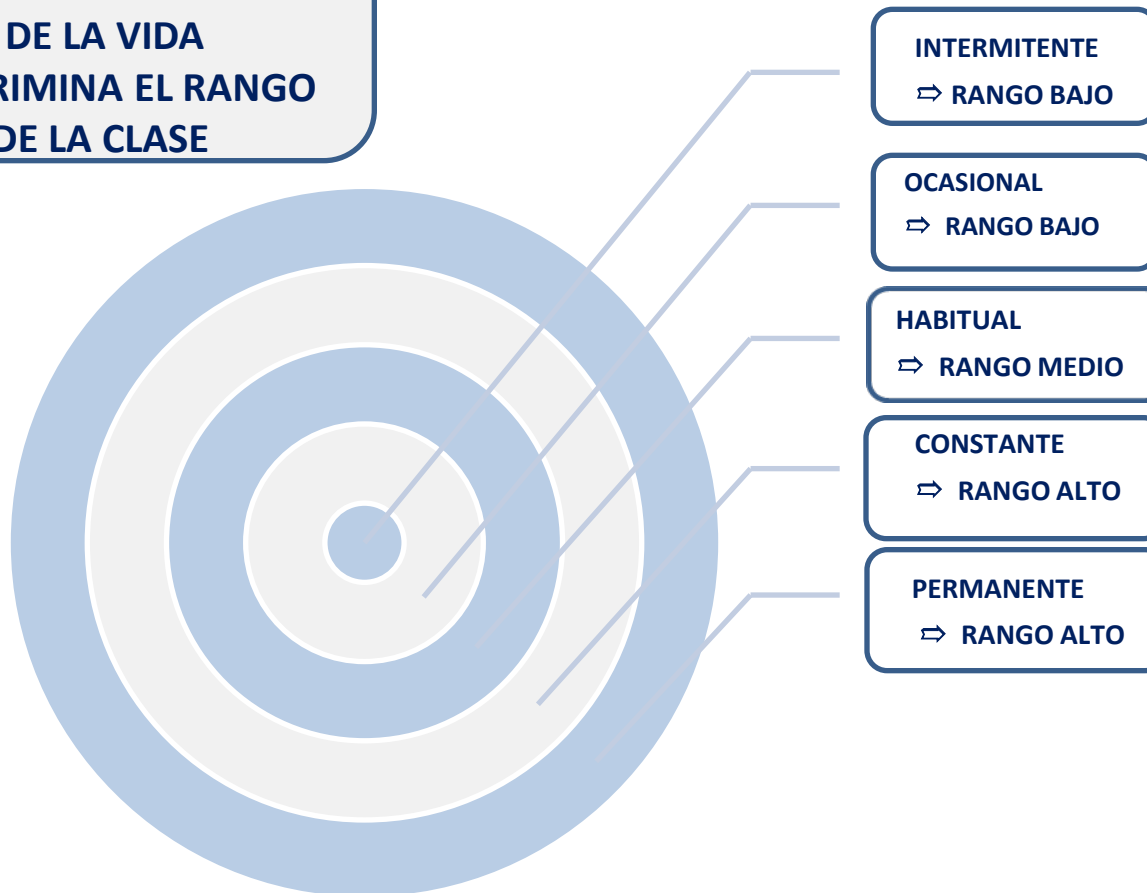 DE LA VIDA
RIMINA EL RANGO
DE LA CLASE
INTERMITENTE
⇨ RANGO BAJO
OCASIONAL
⇨ RANGO BAJO
HABITUAL
⇨ RANGO MEDIO
CONSTANTE
⇨ RANGO ALTO
PERMANENTE
⇨ RANGO ALTO